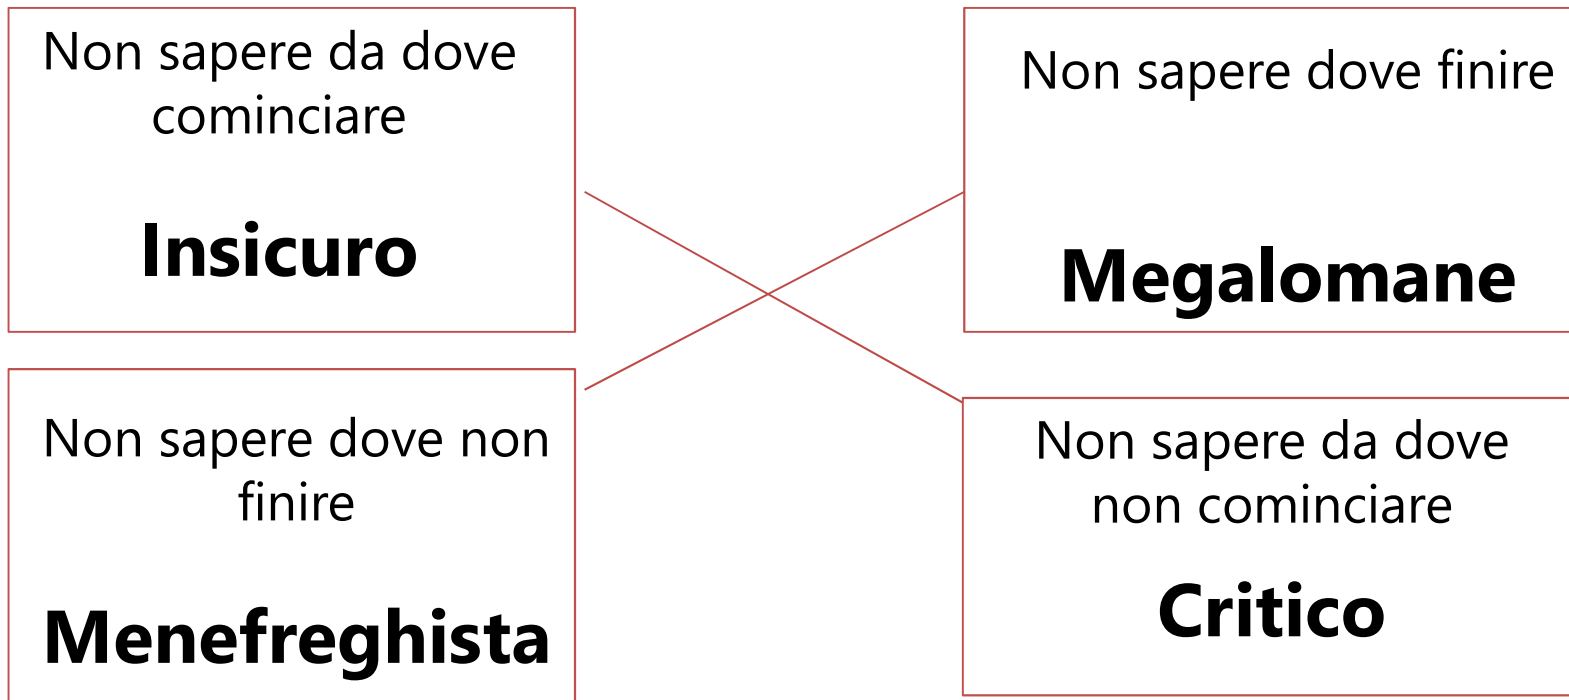 Non sapere da dove
cominciare
Insicuro
Non sapere dove finire
Megalomane
Non sapere dove non
finire
Menefreghista
Non sapere da dove
non cominciare
Critico